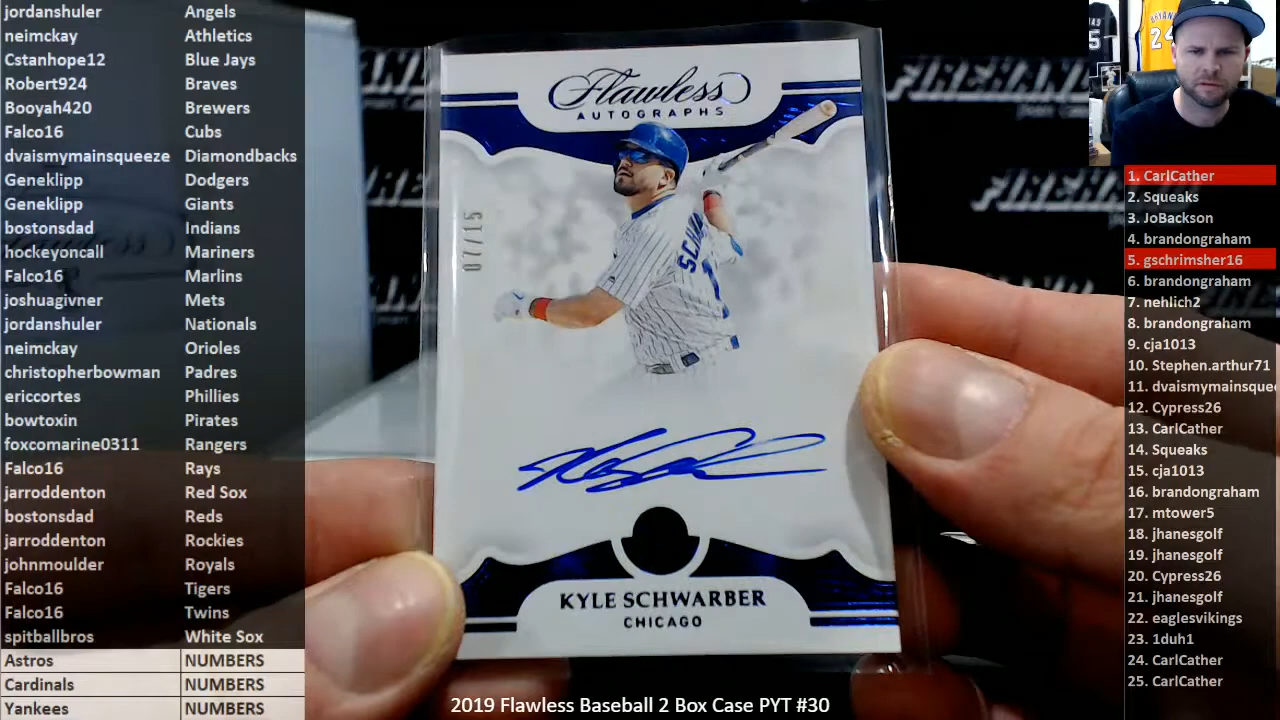 jordanshuler Angels
neimckay Athletics
Cstanhope12 Blue Jays
Robert924 Braves
Booyah420 Brewers
Falco16 Cubs
dvaismymainsqueeze Diamondbacks
Geneklipp Dodgers
Geneklipp Giants
bostonsdad Indians
hockeyoncall Mariners
Falco16 Marlins
joshuagivner Mets
jordanshuler Nationals
neimckay Orioles
christopherbowman Padres
ericcortes Phillies
bowtoxin Pirates
foxcomarine0311 Rangers
Falco16 Rays
jarroddenton Red Sox
bostonsdad Reds
jarroddenton Rockies
johnmoulder Royals
Falco16 Tigers
Falco16 Twins
spitballbros White Sox
Astros NUMBERS
Cardinals NUMBERS
Yankees NUMBERS
Flawless
AUTOGRAPHS
07/15
KYLE SCHWARBER
CHICAGO
2019 Flawless Baseball 2 Box Case PYT #30
24
1. CarlCather
2. Squeaks
3. JoBackson
4. brandongraham
5. gschrimsher16
6. brandongraham
7. nehlich2
8. brandongraham
9. cja1013
10. Stephen.arthur71
11. dvaismymainsquee
12. Cypress26
13. CarlCather
14. Squeaks
15. cja1013
16. brandongraham
17. mtower5
18. jhanesgolf
19. jhanesgolf
20. Cypress26
21. jhanesgolf
22. eaglesvikings
23. 1duh1
24. CarlCather
25. CarlCather